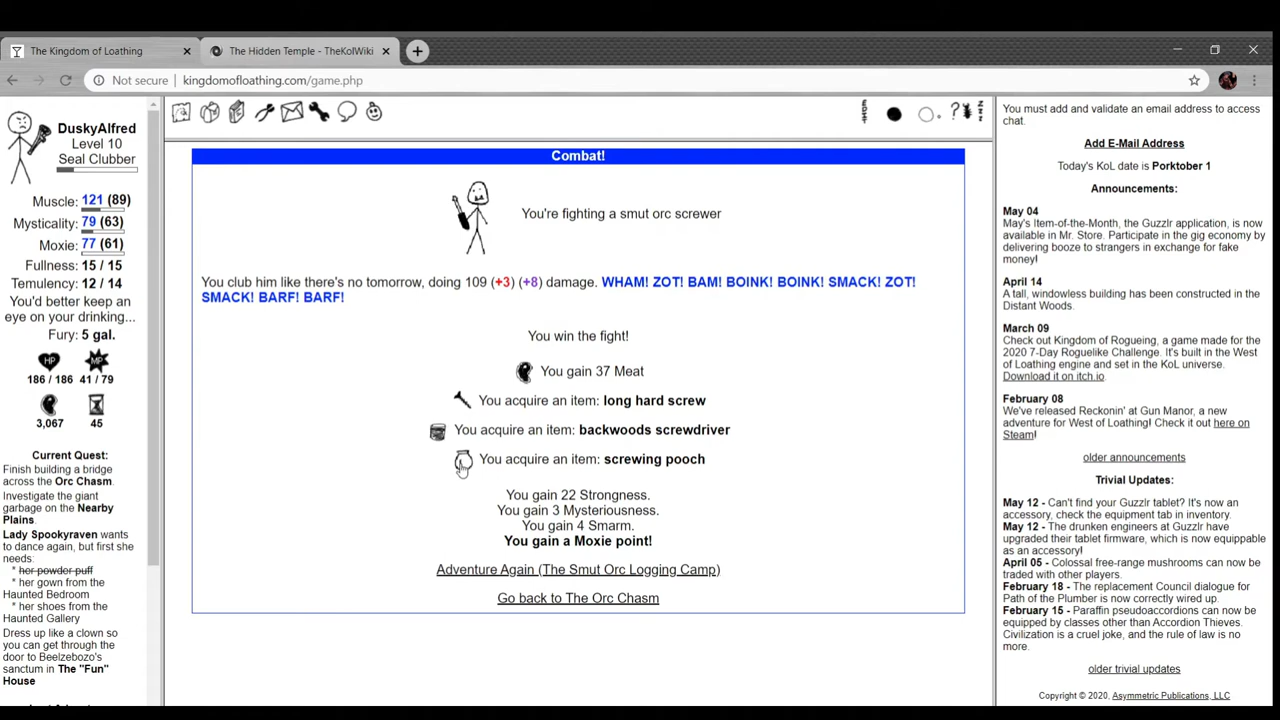 The Kingdom of Loathing
The Hidden Temple - TheKolWiki
Not secure
kingdomofloathing.com/game.php
DuskyAlfred
Level 10
Seal Clubber
Muscle: 121 (89)
Mysticality: 79 (63)
Moxie: 77 (61)
Fullness: 15 / 15
Temulency: 12 / 14
You'd better keep an
eye on your drinking...
Fury: 5 gal.
HP
MP
186 / 186
41 / 79
3,067
45
Current Quest:
Finish building a bridge
across the Orc Chasm.
Investigate the giant
garbage on the Nearby
Plains.
Lady Spookyraven wants
to dance again, but first she
needs:
* her powder puff
* her gown from the
Haunted Bedroom
* her shoes from the
Haunted Gallery
Dress up like a clown so
you can get through the
door to Beelzebozo's
sanctum in The "Fun"
House
Combat!
You're fighting a smut orc screwer
You club him like there's no tomorrow, doing 109 (+3) (+8) damage. WHAM! ZOT! BAM! BOINK! BOINK! SMACK! ZOT!
SMACK! BARF! BARF!
You win the fight!
You gain 37 Meat
You acquire an item: long hard screw
You acquire an item: backwoods screwdriver
You acquire an item: screwing pooch
You gain 22 Strongness.
You gain 3 Mysteriousness.
You gain 4 Smarm.
You gain a Moxie point!
Adventure Again (The Smut Orc Logging Camp)
Go back to The Orc Chasm
You must add and validate an email address to access
chat.
Add E-Mail Address
Today's KoL date is Porktober 1
Announcements:
May 04
May's Item-of-the-Month, the Guzzlr application, is now
available in Mr. Store. Participate in the gig economy by
delivering booze to strangers in exchange for fake
money!
April 14
A tall, windowless building has been constructed in the
Distant Woods.
March 09
Check out Kingdom of Rogueing, a game made for the
2020 7-Day Roguelike Challenge. It's built in the West
of Loathing engine and set in the KoL universe.
Download it on itch.io.
February 08
We've released Reckonin' at Gun Manor, a new
adventure for West of Loathing! Check it out here on
Steam!
older announcements
Trivial Updates:
May 12 - Can't find your Guzzlr tablet? It's now an
accessory, check the equipment tab in inventory.
May 12 - The drunken engineers at Guzzlr have
upgraded their tablet firmware, which is now equippable
as an accessory!
April 05 - Colossal free-range mushrooms can now be
traded with other players.
February 18 - The replacement Council dialogue for
Path of the Plumber is now correctly wired up.
February 15 - Paraffin pseudoaccordions can now be
equipped by classes other than Accordion Thieves.
Civilization is a cruel joke, and the rule of law is no
more.
older trivial updates
Copyright © 2020, Asymmetric Publications, LLC